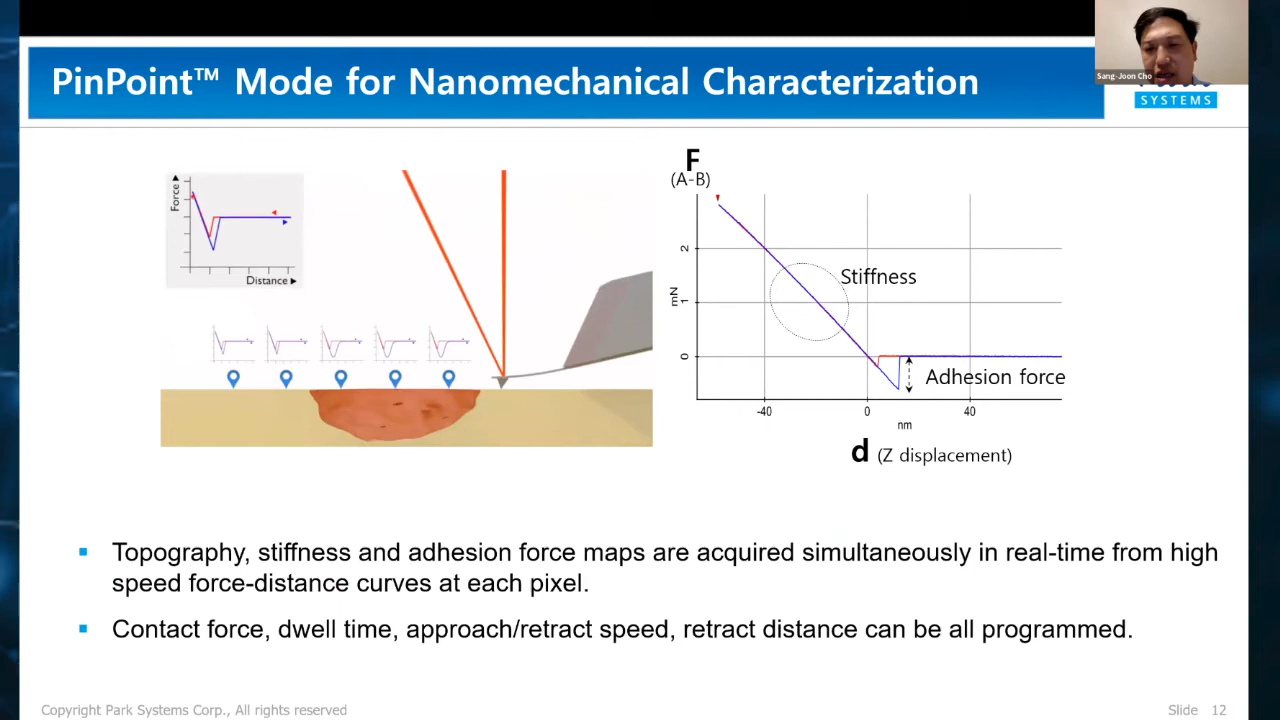 PinPoint™ Mode for Nanomechanical Characterization
Sang-Joon Cho
SYSTEMS
Force
Distance
F
(A-B)
mN
2
1
0
Stiffness
Adhesion force
-40
0
40
nm
d (Z displacement)
Topography, stiffness and adhesion force maps are acquired simultaneously in real-time from high
speed force-distance curves at each pixel.
Contact force, dwell time, approach/retract speed, retract distance can be all programmed.
Copyright Park Systems Corp., All rights reserved
Slide 12